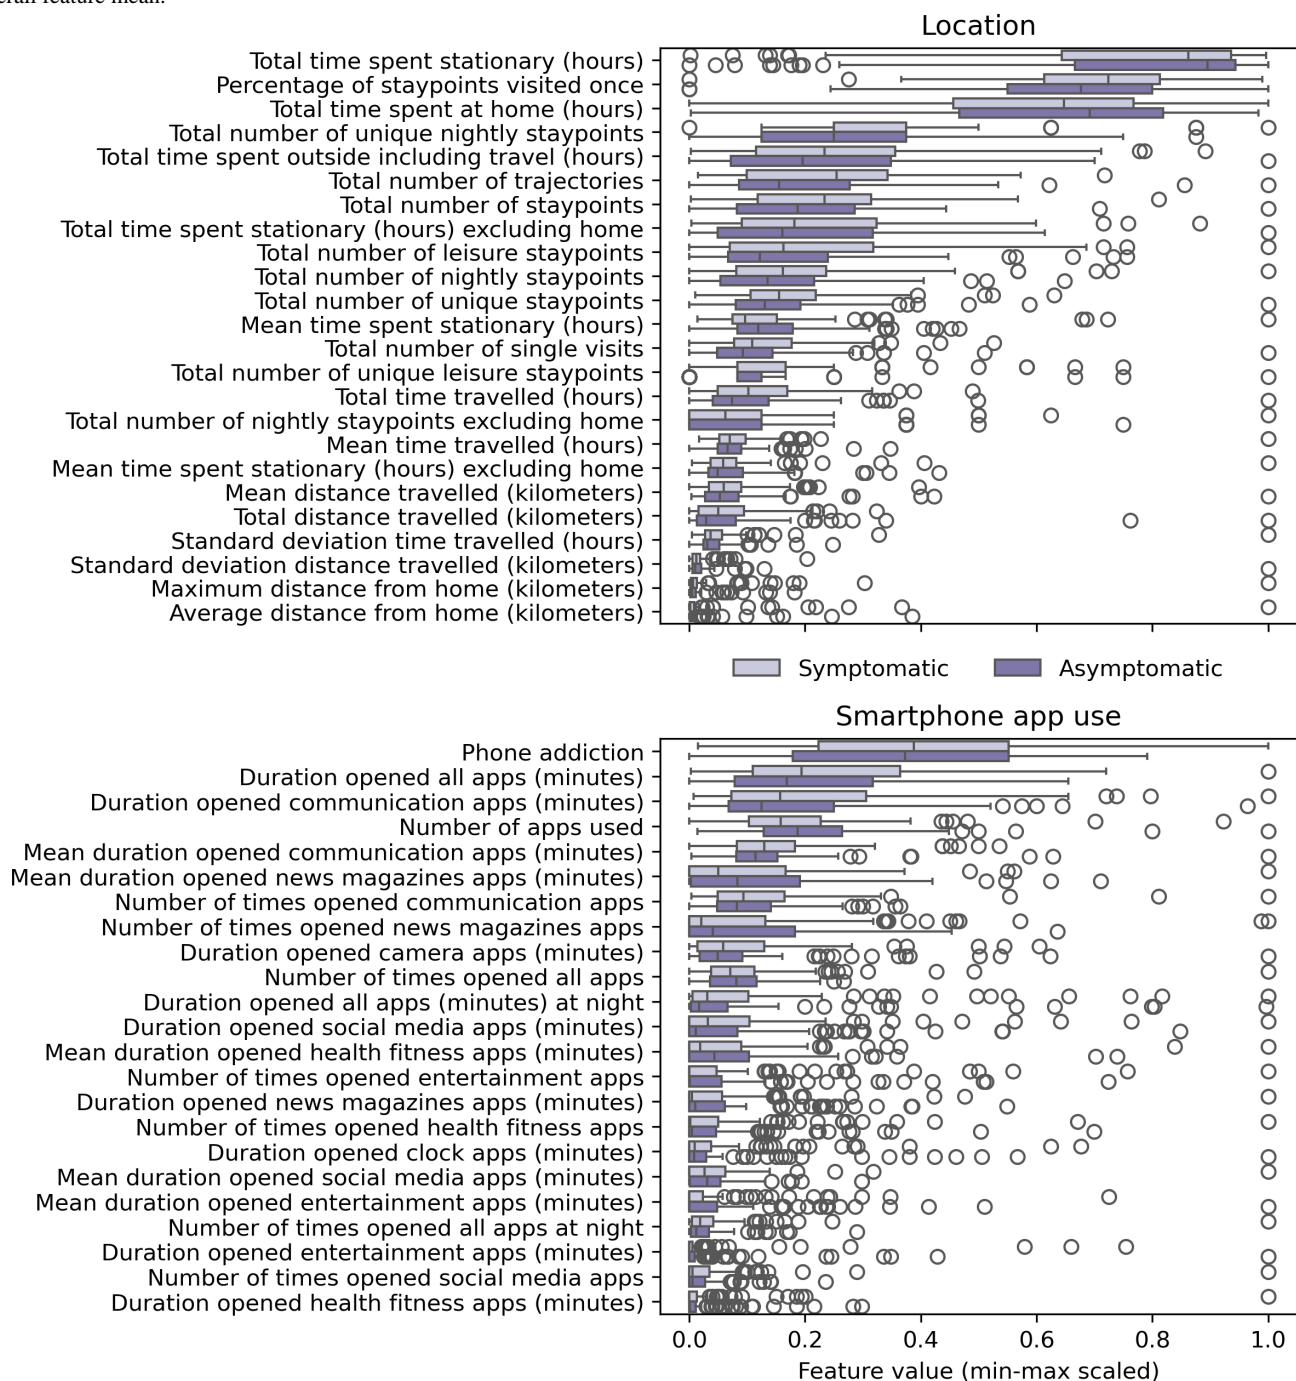 feature mean.
Location
Total time spent stationary (hours)
Percentage of staypoints visited once
Total time spent at home (hours)
Total number of unique nightly staypoints
Total time spent outside including travel (hours)
Total number of trajectories
Total number of staypoints
Total time spent stationary (hours) excluding home
Total number of leisure staypoints
Total number of nightly staypoints
Total number of unique staypoints
Mean time spent stationary (hours)
Total number of single visits
Total number of unique leisure staypoints
Total time travelled (hours)
Total number of nightly staypoints excluding home
Mean time travelled (hours)
Mean time spent stationary (hours) excluding home
Mean distance travelled (kilometers)
Total distance travelled (kilometers)
Standard deviation time travelled (hours)
Standard deviation distance travelled (kilometers)
Maximum distance from home (kilometers)
Average distance from home (kilometers)
Symptomatic Asymptomatic
Smartphone app use
Phone addiction
Duration opened all apps (minutes)
Duration opened communication apps (minutes)
Number of apps used
Mean duration opened communication apps (minutes)
Mean duration opened news magazines apps (minutes)
Number of times opened communication apps
Number of times opened news magazines apps
Duration opened camera apps (minutes)
Number of times opened all apps
Duration opened all apps (minutes) at night
Duration opened social media apps (minutes)
Mean duration opened health fitness apps (minutes)
Number of times opened entertainment apps
Duration opened news magazines apps (minutes)
Number of times opened health fitness apps
Duration opened clock apps (minutes)
Mean duration opened social media apps (minutes)
Mean duration opened entertainment apps (minutes)
Number of times opened all apps at night
Duration opened entertainment apps (minutes)
Number of times opened social media apps
Duration opened health fitness apps (minutes)
0.0 0.2 0.4 0.6 0.8 1.0
Feature value (min-max scaled)